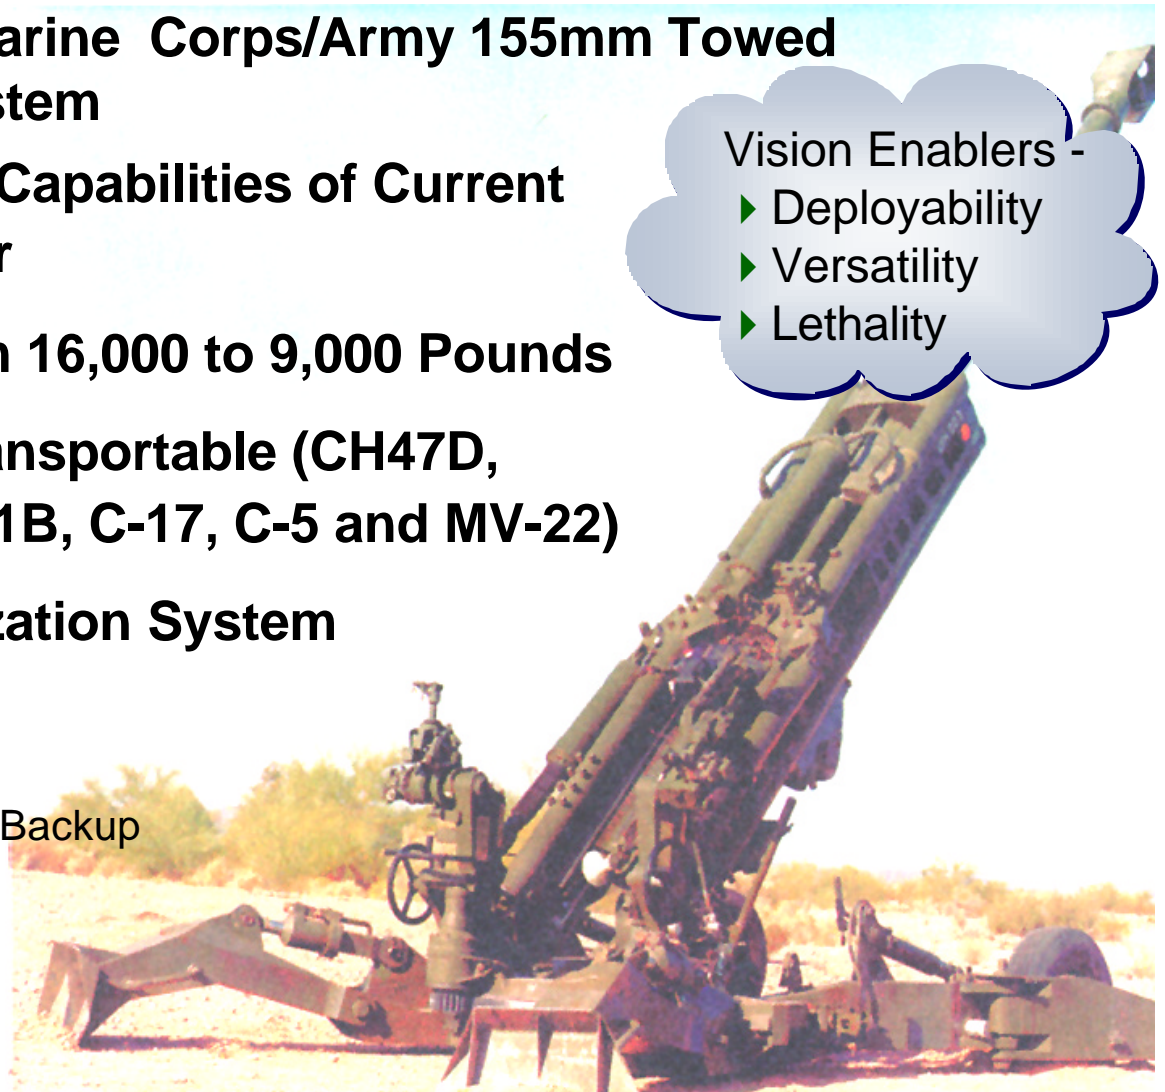 arine Corps/Army 155mm Towed
stem
Capabilities of Current
r
n 16,000 to 9,000 Pounds
ansportable (CH47D,
1B, C-17, C-5 and MV-22)
zation System
Backup
Vision Enablers -
Deployability
Versatility
Lethality